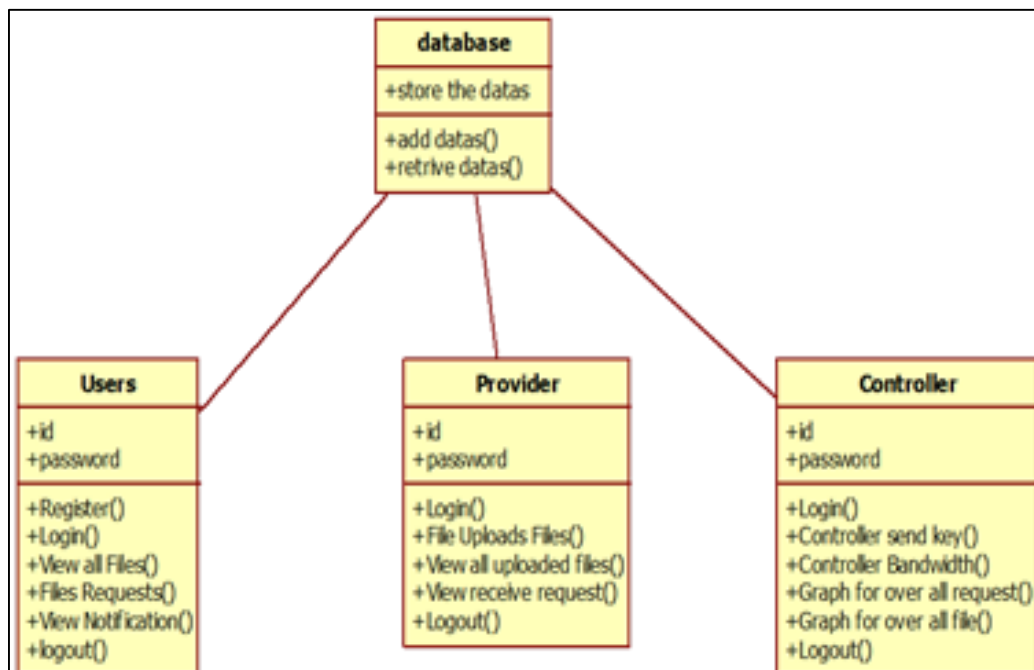 database
+store the datas
+add datas()
+retrive datas()
Users
+id
+password
+Register()
+Login()
+View all Files()
+Files Requests()
+View Notification()
+logout()
Provider
+id
+password
+Login()
+File Uploads Files()
+View all uploaded files()
+View receive request()
+Logout()
Controller
+id
+password
+Login()
+Controller send key()
+Controller Bandwidth()
+Graph for over all request()
+Graph for over all file()
+Logout()